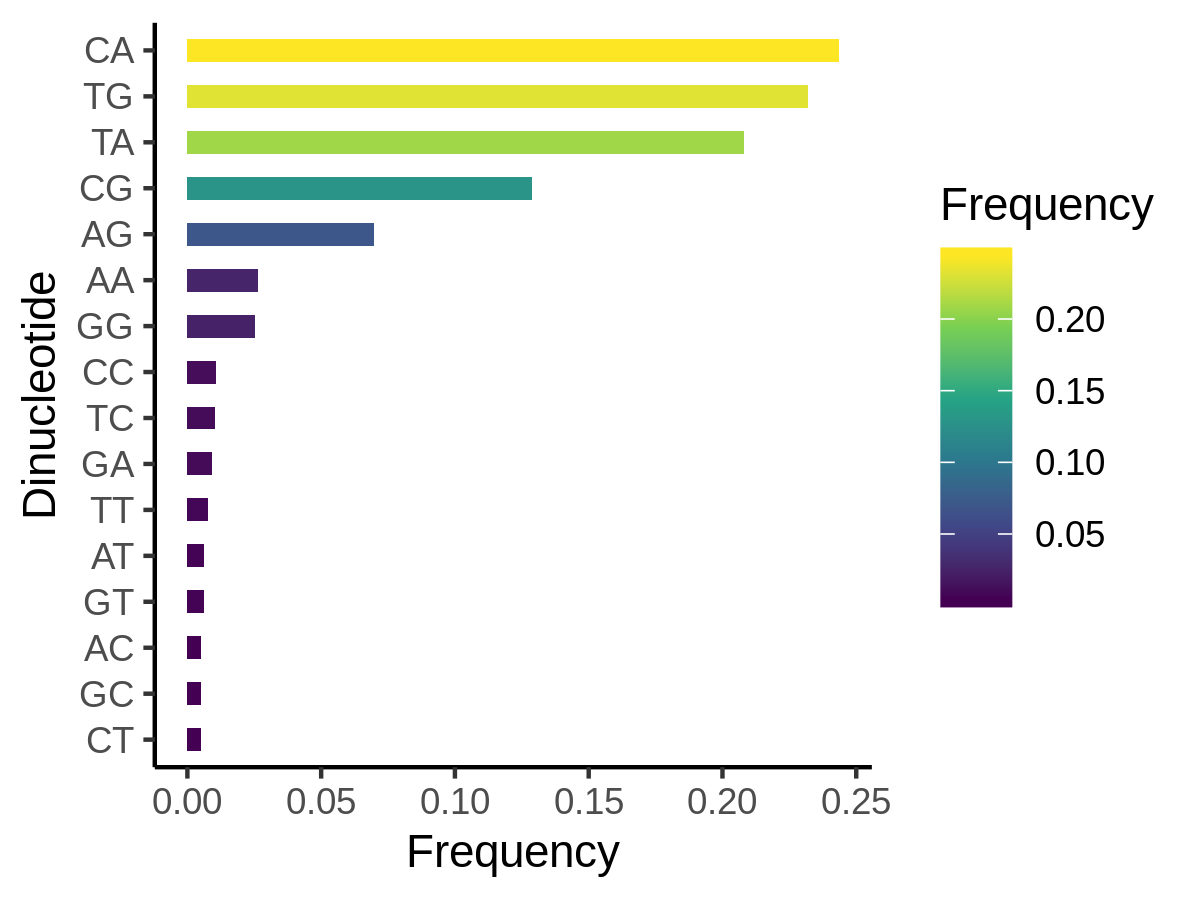 CA
TG
TA
CG
AG
AA
GG
CC
TC
GA
TT
AT
GT
AC
GC
CT
Dinucleotide
0.00 0.05 0.10 0.15 0.20 0.25
Frequency
Frequency
0.20
0.15
0.10
0.05